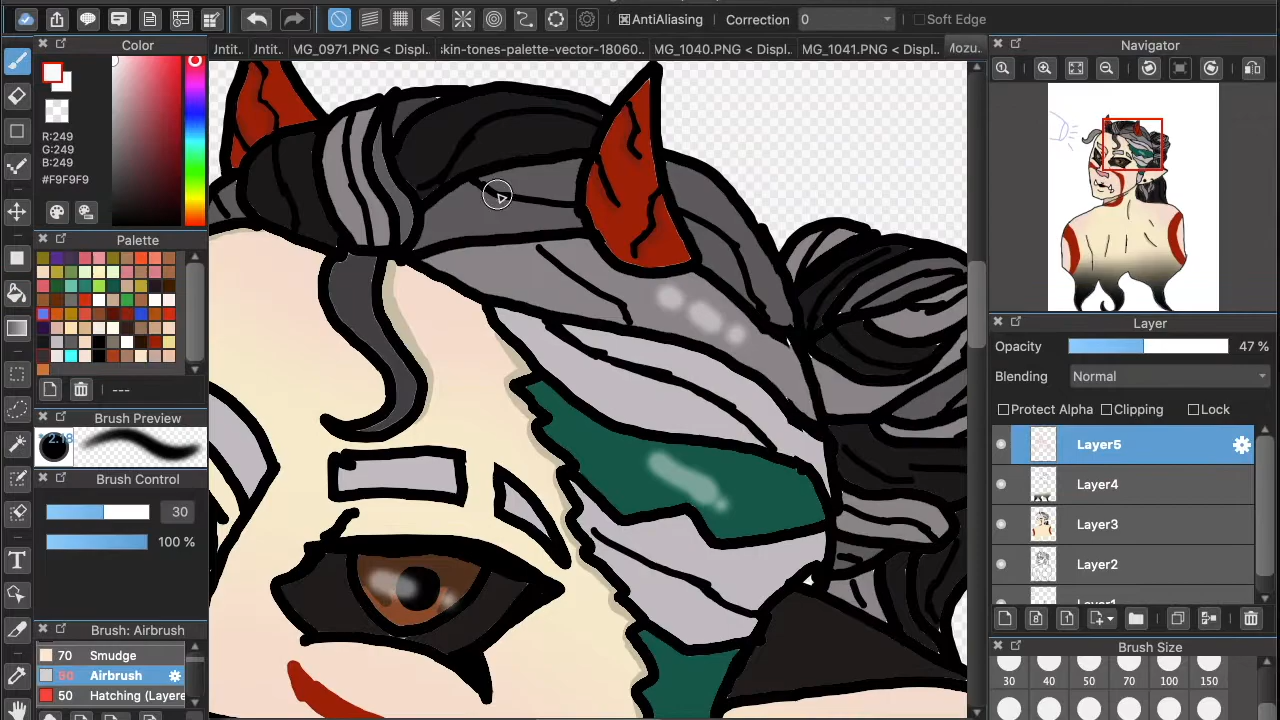 AntiAliasing Correction 0 Soft Edge
Color
R:249
G:249
B:249
#F9F9F9
Palette
---
Brush Preview
Brush Control
30
100 %
Brush: Airbrush
70 Smudge
50 Airbrush
50 Hatching (Layere
MG_0971.PNG < Displ...
skin-tones-palette-vector-18060...
MG_1040.PNG < Displ...
MG_1041.PNG < Displ...
Navigator
Layer
Opacity 47 %
Blending Normal
Protect Alpha Clipping Lock
Layer5
Layer4
Layer3
Layer2
Brush Size
30 40 50 70 100 150